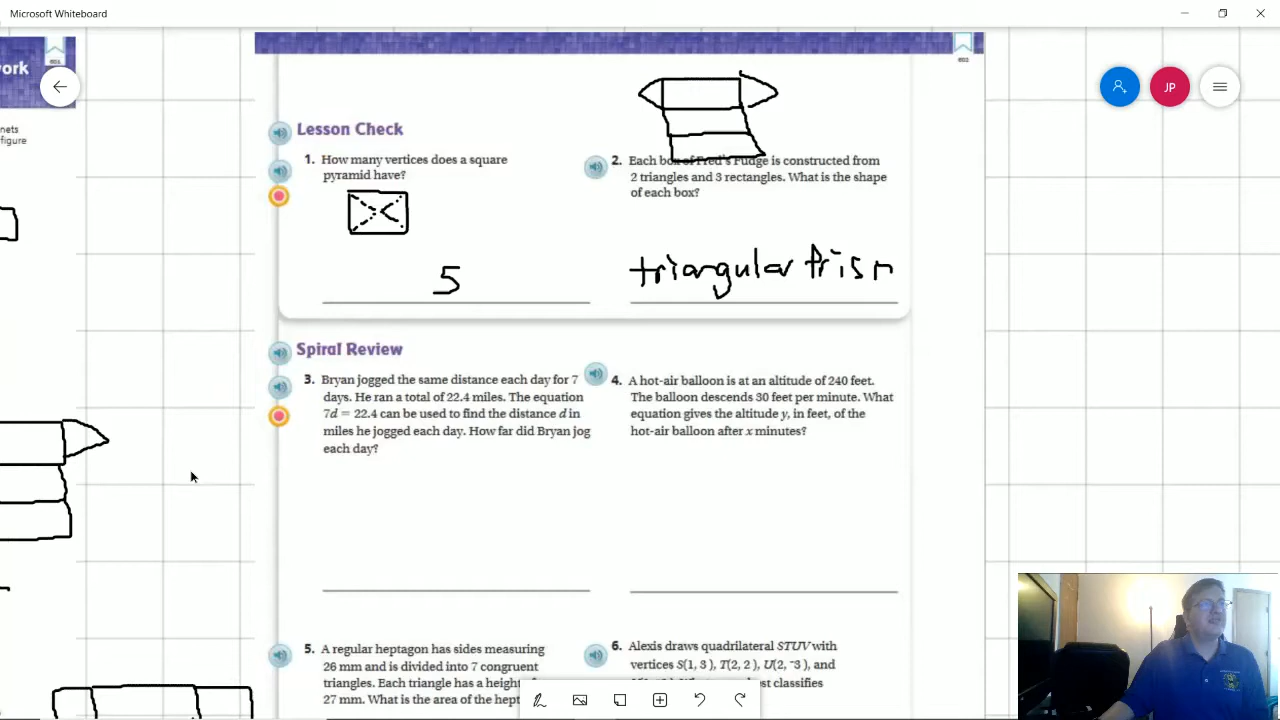 Microsoft Whiteboard
work
nets
figure
JP
Lesson Check
1. How many vertices does a square
pyramid have?
5
2. Each box of Fred's Fudge is constructed from
2 triangles and 3 rectangles. What is the shape
of each box?
triangular Prism
Spiral Review
3. Bryan jogged the same distance each day for 7
days. He ran a total of 22.4 miles. The equation
7d = 22.4 can be used to find the distance d in
miles he jogged each day. How far did Bryan jog
each day?
4. A hot-air balloon is at an altitude of 240 feet.
The balloon descends 30 feet per minute. What
equation gives the altitude y, in feet, of the
hot-air balloon after x minutes?
5. A regular heptagon has sides measuring
26 mm and is divided into 7 congruent
triangles. Each triangle has a height
27 mm. What is the area of the hept
6. Alexis draws quadrilateral STUV with
vertices S(1, 3), T(2, 2), U(2, ⁻3), and
classifies